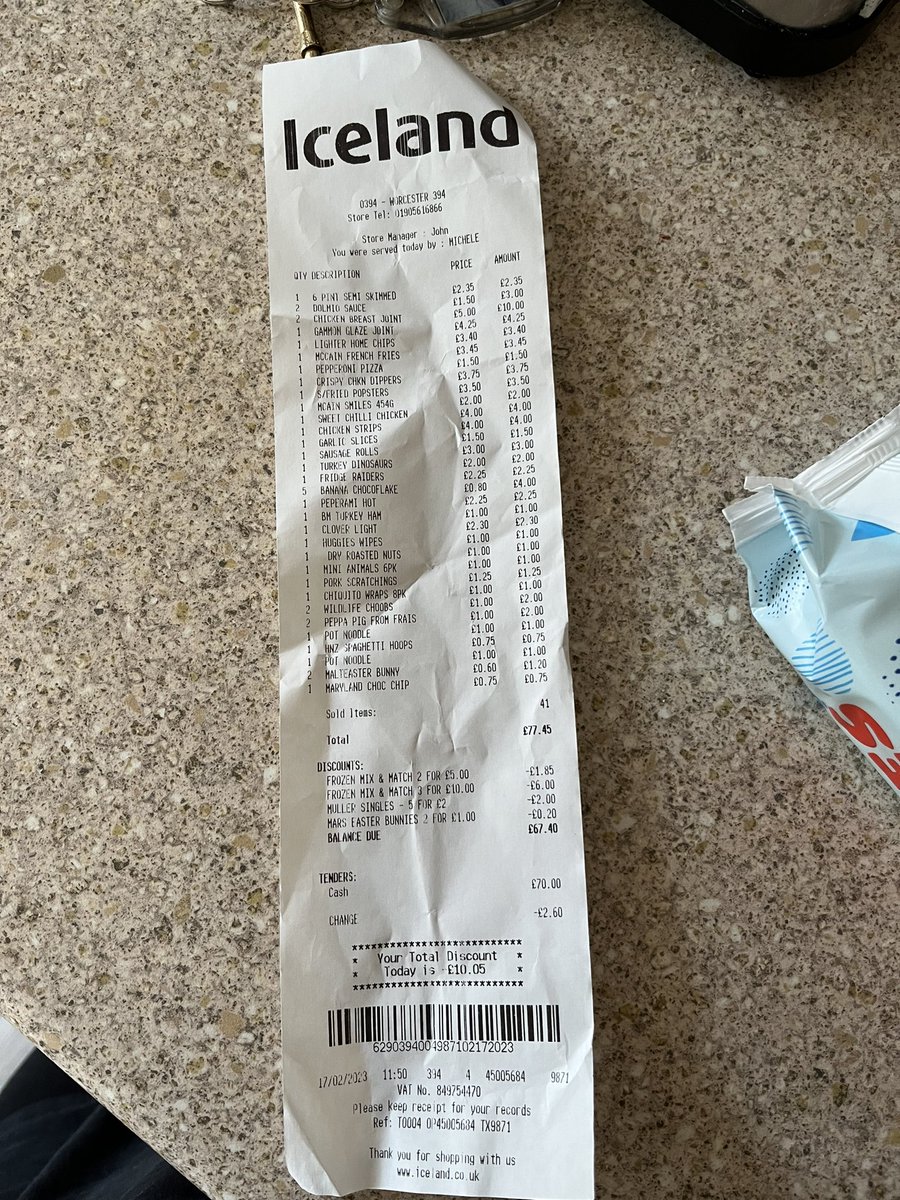 Iceland
0394 - WORCESTER 394
Store Tel: 01905616866
Store Manager : John
You were served today by : MICHELE
QTY DESCRIPTION PRICE AMOUNT
1 6 PINT SEMI SKIMMED £2.35 £2.35
2 DOLMIO SAUCE £1.50 £3.00
2 CHICKEN BREAST JOINT £5.00 £10.00
1 GAMMON GLAZE JOINT £4.25 £4.25
1 LIGHTER HOME CHIPS £3.40 £3.40
1 MCCAIN FRENCH FRIES £3.45 £3.45
1 PEPPERONI PIZZA £1.50 £1.50
1 CRISPY CHKN DIPPERS £3.75 £3.75
1 S/FRIED POPSTERS £3.50 £3.50
1 MCAIN SMILES 454G £2.00 £2.00
1 SWEET CHILLI CHICKEN £4.00 £4.00
1 CHICKEN STRIPS £4.00 £4.00
1 GARLIC SLICES £1.50 £1.50
1 SAUSAGE ROLLS £3.00 £3.00
1 TURKEY DINOSAURS £2.00 £2.00
1 FRIDGE RAIDERS £2.25 £2.25
5 BANANA CHOCOFLAKE £0.80 £4.00
1 PEPERAMI HOT £2.25 £2.25
1 BM TURKEY HAM £1.00 £1.00
1 CLOVER LIGHT £2.30 £2.30
1 HUGGIES WIPES £1.00 £1.00
1 DRY ROASTED NUTS £1.00 £1.00
1 MINI ANIMALS 6PK £1.00 £1.00
1 PORK SCRATCHINGS £1.25 £1.25
1 CHIQUITO WRAPS 8PK £1.00 £1.00
2 WILDLIFE CHOOBS £1.00 £2.00
2 PEPPA PIG FROM FRAIS £1.00 £2.00
1 POT NOODLE £1.00 £1.00
1 HNZ SPAGHETTI HOOPS £0.75 £0.75
1 POT NOODLE £1.00 £1.00
2 MALTEASTER BUNNY £0.60 £1.20
1 MARYLAND CHOC CHIP £0.75 £0.75
Sold Items: 41
Total £77.45
DISCOUNTS:
FROZEN MIX & MATCH 2 FOR £5.00 -£1.85
FROZEN MIX & MATCH 3 FOR £10.00 -£6.00
MULLER SINGLES - 5 FOR £2 -£2.00
MARS EASTER BUNNIES 2 FOR £1.00 -£0.20
BALANCE DUE £67.40
TENDERS:
Cash £70.00
CHANGE -£2.60
***********************
* Your Total Discount *
* Today is -£10.05 *
***********************
6290394004987102172023
17/02/2023 11:50 394 4 45005684 9871
VAT No. 849754470
Please keep receipt for your records
Ref: T0004 OP45005684 TX9871
Thank you for shopping with us
www.iceland.co.uk